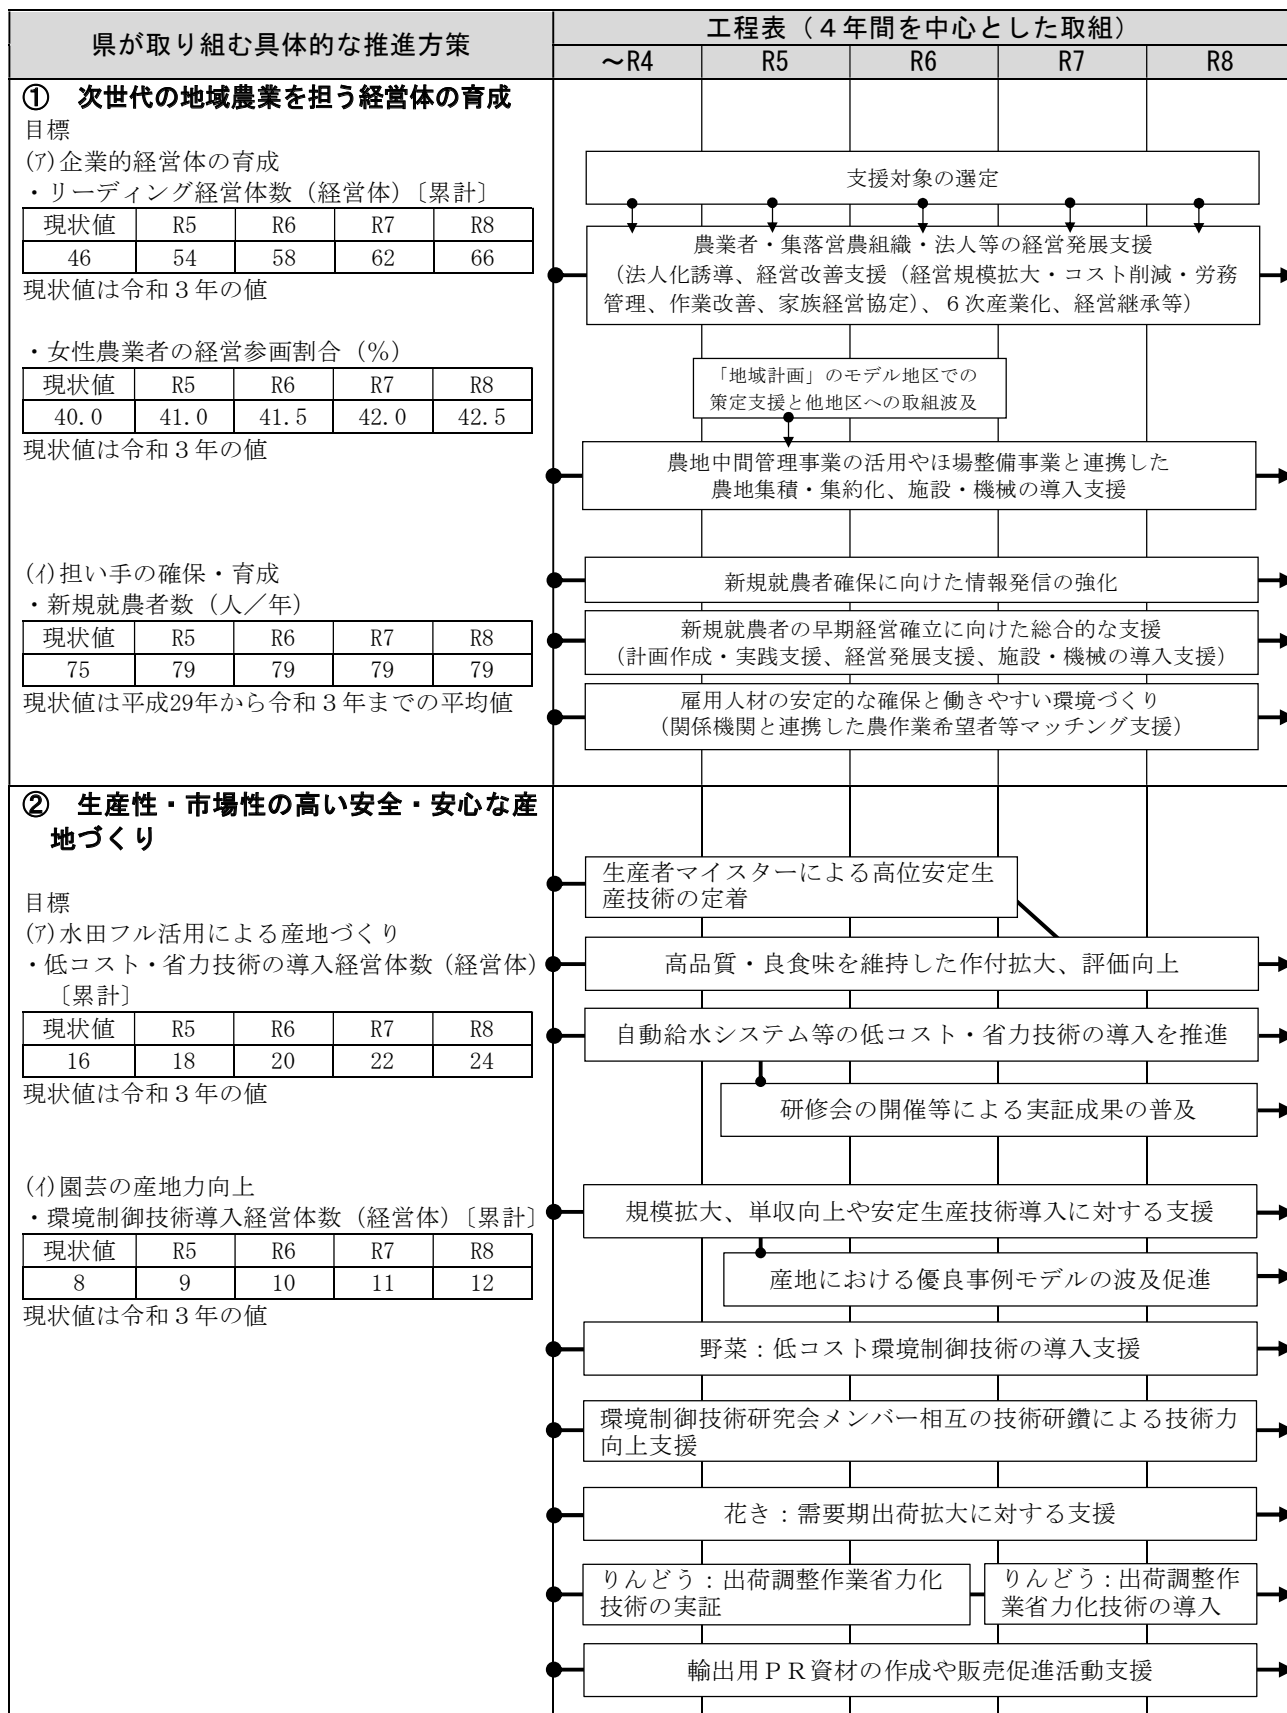 県が取り組む具体的な推進方策
工程表（４年間を中心とした取組）
～R4 R5 R6 R7 R8
① 次世代の地域農業を担う経営体の育成
目標
(ｱ)企業的経営体の育成
・リーディング経営体数（経営体）〔累計〕
現状値 R5 R6 R7 R8
46 54 58 62 66
現状値は令和３年の値
・女性農業者の経営参画割合（％）
現状値 R5 R6 R7 R8
40.0 41.0 41.5 42.0 42.5
現状値は令和３年の値
(ｲ)担い手の確保・育成
・新規就農者数（人／年）
現状値 R5 R6 R7 R8
75 79 79 79 79
現状値は平成29年から令和３年までの平均値
支援対象の選定
農業者・集落営農組織・法人等の経営発展支援
（法人化誘導、経営改善支援（経営規模拡大・コスト削減・労務
管理、作業改善、家族経営協定）、６次産業化、経営継承等）
「地域計画」のモデル地区での
策定支援と他地区への取組波及
農地中間管理事業の活用やほ場整備事業と連携した
農地集積・集約化、施設・機械の導入支援
新規就農者確保に向けた情報発信の強化
新規就農者の早期経営確立に向けた総合的な支援
（計画作成・実践支援、経営発展支援、施設・機械の導入支援）
雇用人材の安定的な確保と働きやすい環境づくり
（関係機関と連携した農作業希望者等マッチング支援）
② 生産性・市場性の高い安全・安心な産
地づくり
目標
(ｱ)水田フル活用による産地づくり
・低コスト・省力技術の導入経営体数（経営体）
〔累計〕
現状値 R5 R6 R7 R8
16 18 20 22 24
現状値は令和３年の値
(ｲ)園芸の産地力向上
・環境制御技術導入経営体数（経営体）〔累計〕
現状値 R5 R6 R7 R8
8 9 10 11 12
現状値は令和３年の値
生産者マイスターによる高位安定生
産技術の定着
高品質・良食味を維持した作付拡大、評価向上
自動給水システム等の低コスト・省力技術の導入を推進
研修会の開催等による実証成果の普及
規模拡大、単収向上や安定生産技術導入に対する支援
産地における優良事例モデルの波及促進
野菜：低コスト環境制御技術の導入支援
環境制御技術研究会メンバー相互の技術研鑽による技術力
向上支援
花き：需要期出荷拡大に対する支援
りんどう：出荷調整作業省力化
技術の実証
りんどう：出荷調整作
業省力化技術の導入
輸出用ＰＲ資材の作成や販売促進活動支援